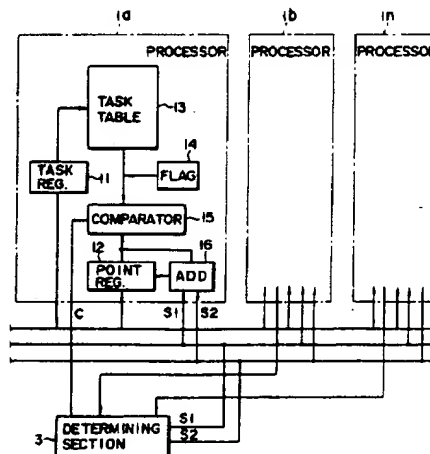 1a
1b
1n
PROCESSOR
PROCESSOR
PROCESSOR
TASK
TABLE
13
14
TASK
REG.
11
FLAG
COMPARATOR
15
12
16
POINT
REG.
ADD
C
S1
S2
3
DETERMINING
SECTION
S1
S2